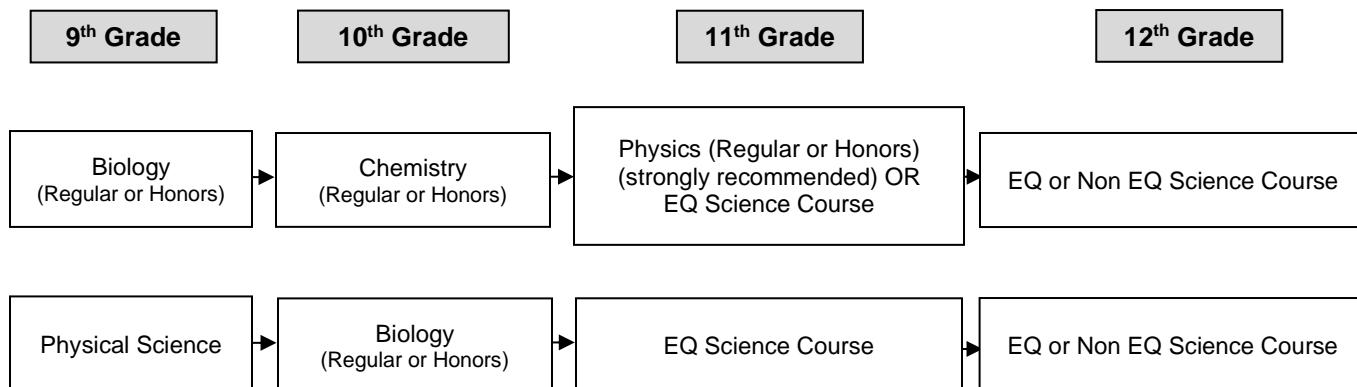 9th Grade
10th Grade
11th Grade
12th Grade
Biology
(Regular or Honors)
Chemistry
(Regular or Honors)
Physics (Regular or Honors)
(strongly recommended) OR
EQ Science Course
EQ or Non EQ Science Course
Physical Science
Biology
(Regular or Honors)
EQ Science Course
EQ or Non EQ Science Course